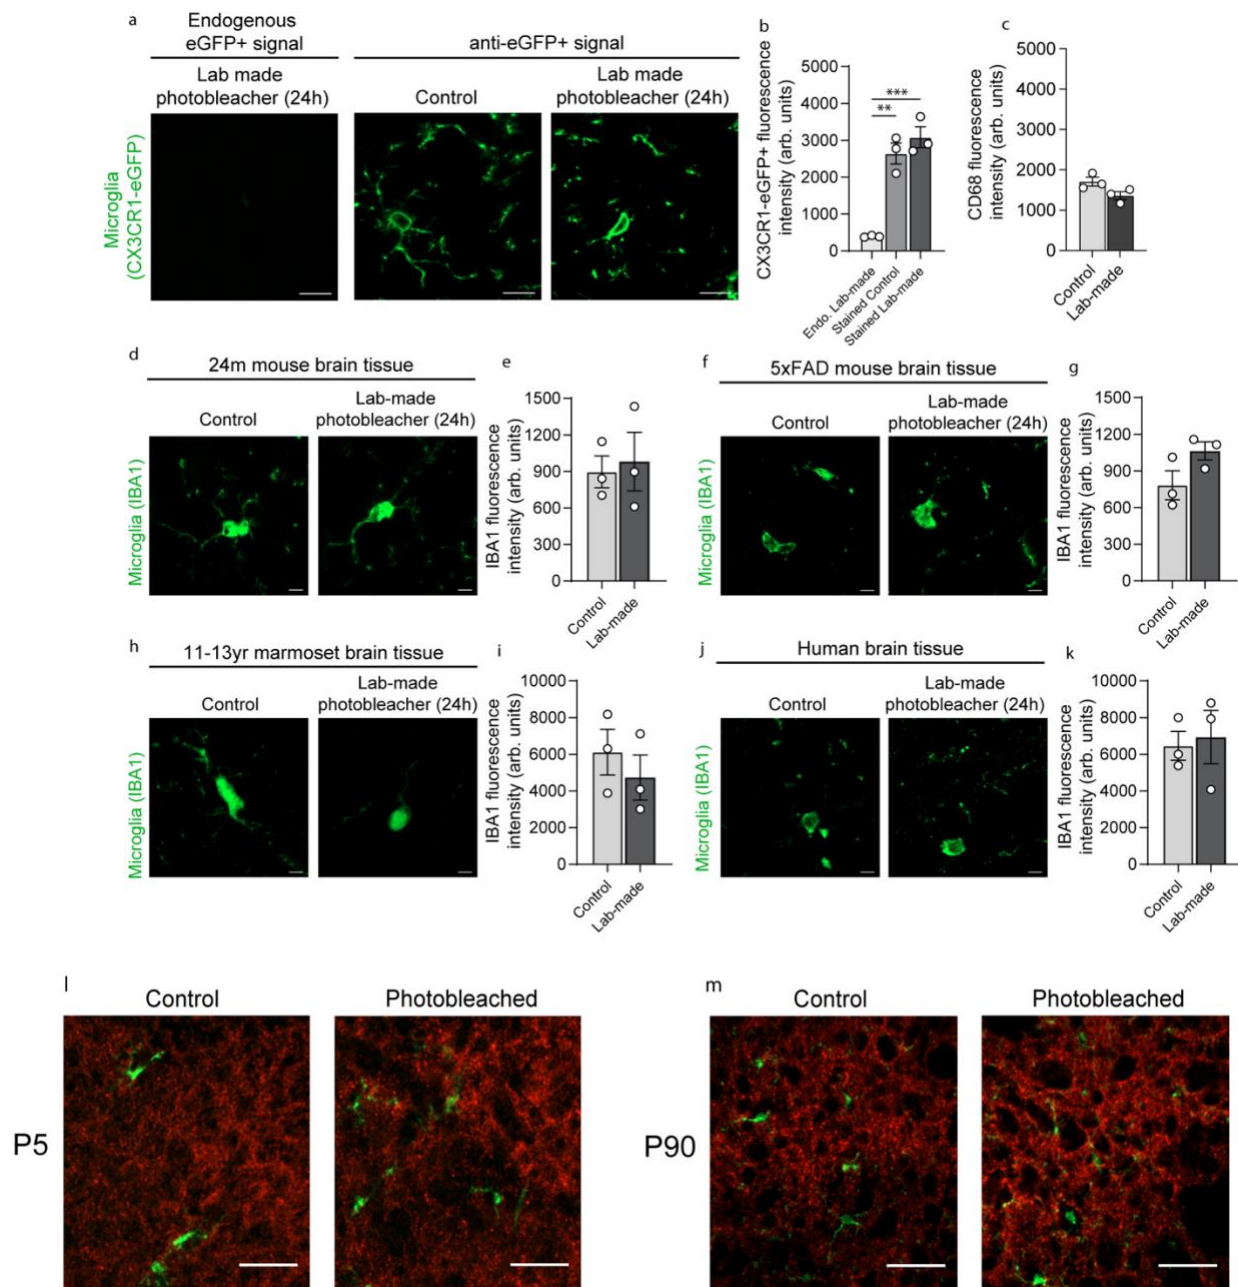 a
Endogenous
eGFP+ signal
anti-eGFP+ signal
Lab made
photobleacher (24h)
Control
Lab made
photobleacher (24h)
Microglia
(CX3CR1-eGFP)
b
CX3CR1-eGFP+ fluorescence
intensity (arb. units)
5000
4000
3000
2000
1000
0
***
**
Endo. Lab-made
Stained Control
Stained Lab-made
c
CD68 fluorescence
intensity (arb. units)
5000
4000
3000
2000
1000
0
Control
Lab-made
d
24m mouse brain tissue
Control
Lab-made
photobleacher (24h)
Microglia (IBA1)
e
IBA1 fluorescence
intensity (arb. units)
1500
1200
900
600
300
0
Control
Lab-made
f
5xFAD mouse brain tissue
Control
Lab-made
photobleacher (24h)
Microglia (IBA1)
g
IBA1 fluorescence
intensity (arb. units)
1500
1200
900
600
300
0
Control
Lab-made
h
11-13yr marmoset brain tissue
Control
Lab-made
photobleacher (24h)
Microglia (IBA1)
i
IBA1 fluorescence
intensity (arb. units)
10000
8000
6000
4000
2000
0
Control
Lab-made
j
Human brain tissue
Control
Lab-made
photobleacher (24h)
Microglia (IBA1)
k
IBA1 fluorescence
intensity (arb. units)
10000
8000
6000
4000
2000
0
Control
Lab-made
l
Control
Photobleached
P5
m
Control
Photobleached
P90